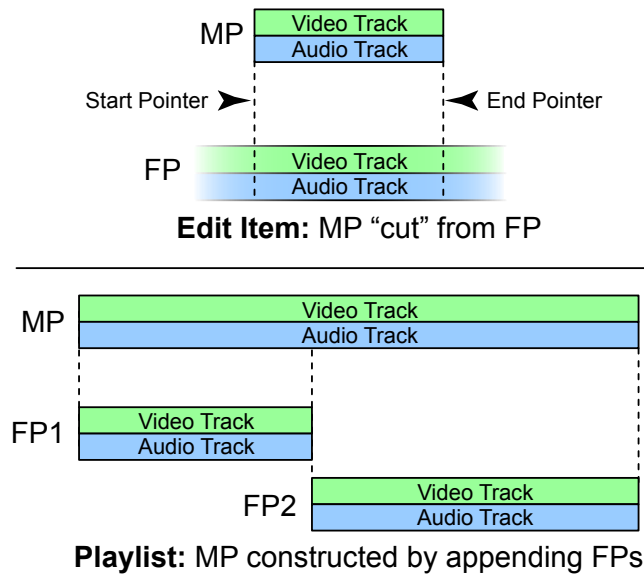 MP
Video Track
Audio Track
Start Pointer
End Pointer
FP
Video Track
Audio Track
Edit Item: MP “cut” from FP
MP
Video Track
Audio Track
FP1
Video Track
Audio Track
FP2
Video Track
Audio Track
Playlist: MP constructed by appending FPs